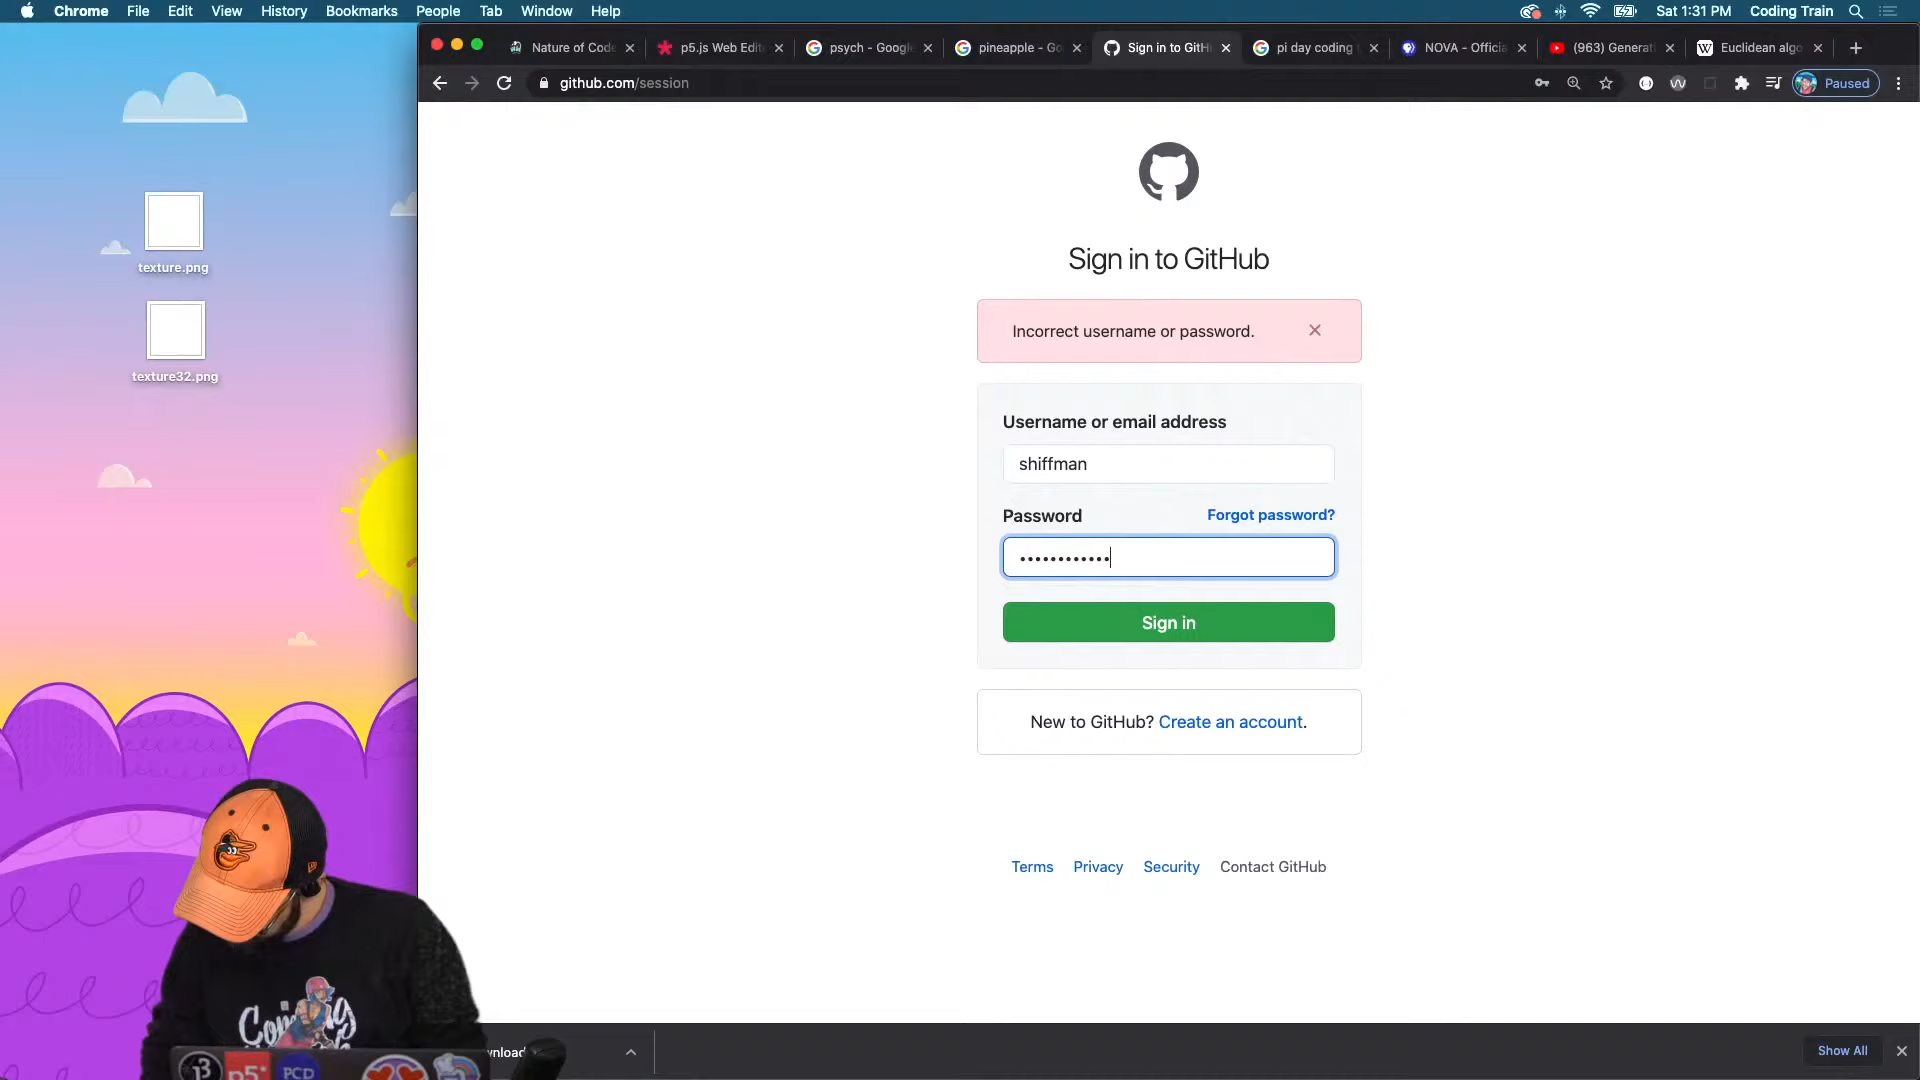 Chrome File Edit View History Bookmarks People Tab Window Help Sat 1:31 PM Coding Train
Nature of Code p5.js Web Edit psych - Google pineapple - Go Sign in to GitH pi day coding NOVA - Officia (963) Generat Euclidean algo
github.com/session Paused
texture.png
texture32.png
Sign in to GitHub
Incorrect username or password.
Username or email address
shiffman
Password Forgot password?
Sign in
New to GitHub? Create an account.
Terms Privacy Security Contact GitHub
Show All
p5*
PCD